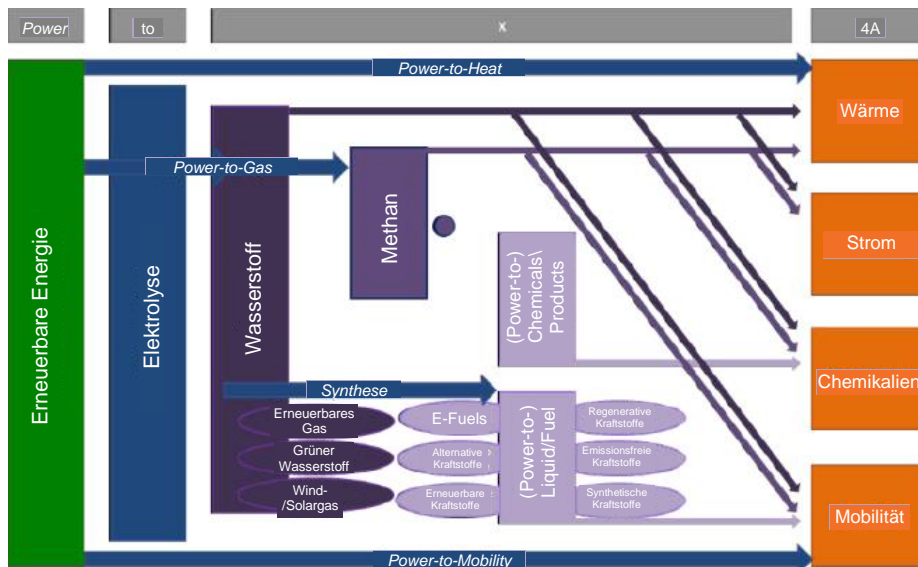 Power
to
x
4A
Power-to-Heat
Wärme
Power-to-Gas
Erneuerbare Energie
Elektrolyse
Wasserstoff
Methan
Strom
(Power-to-)
Chemicals\
Products
Chemikalien
Synthese
(Power-to-)
Liquid/Fuel
Erneuerbares
Gas
E-Fuels
Regenerative
Kraftstoffe
Grüner
Wasserstoff
Alternative
Kraftstoffe
Emissionsfreie
Kraftstoffe
Wind-
/Solargas
Erneuerbare
Kraftstoffe
Synthetische
Kraftstoffe
Mobilität
Power-to-Mobility